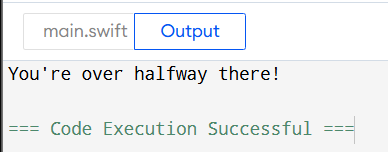 main.swift Output
You're over halfway there!
=== Code Execution Successful ===